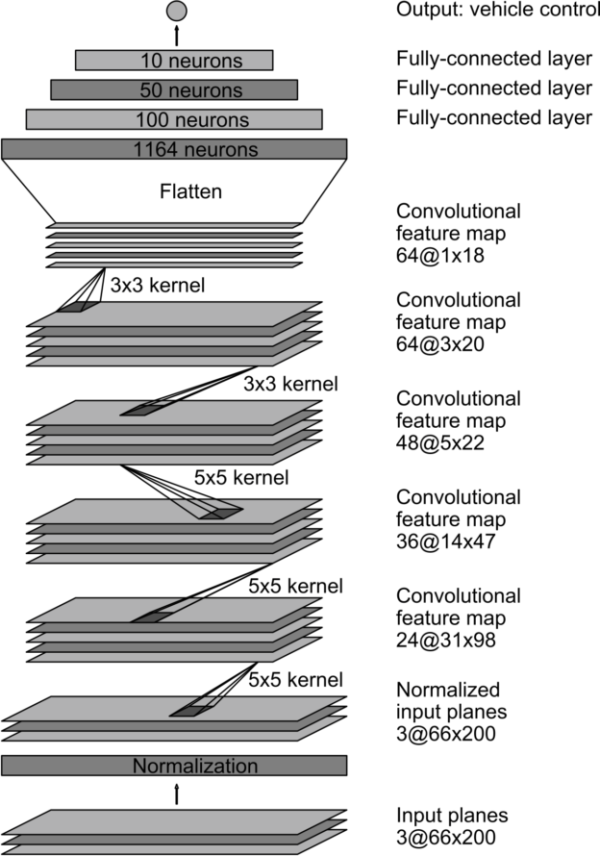 Output: vehicle control
10 neurons
Fully-connected layer
50 neurons
Fully-connected layer
100 neurons
Fully-connected layer
1164 neurons
Flatten
Convolutional
feature map
64@1x18
3x3 kernel
Convolutional
feature map
64@3x20
3x3 kernel
Convolutional
feature map
48@5x22
5x5 kernel
Convolutional
feature map
36@14x47
5x5 kernel
Convolutional
feature map
24@31x98
5x5 kernel
Normalized
input planes
3@66x200
Normalization
Input planes
3@66x200